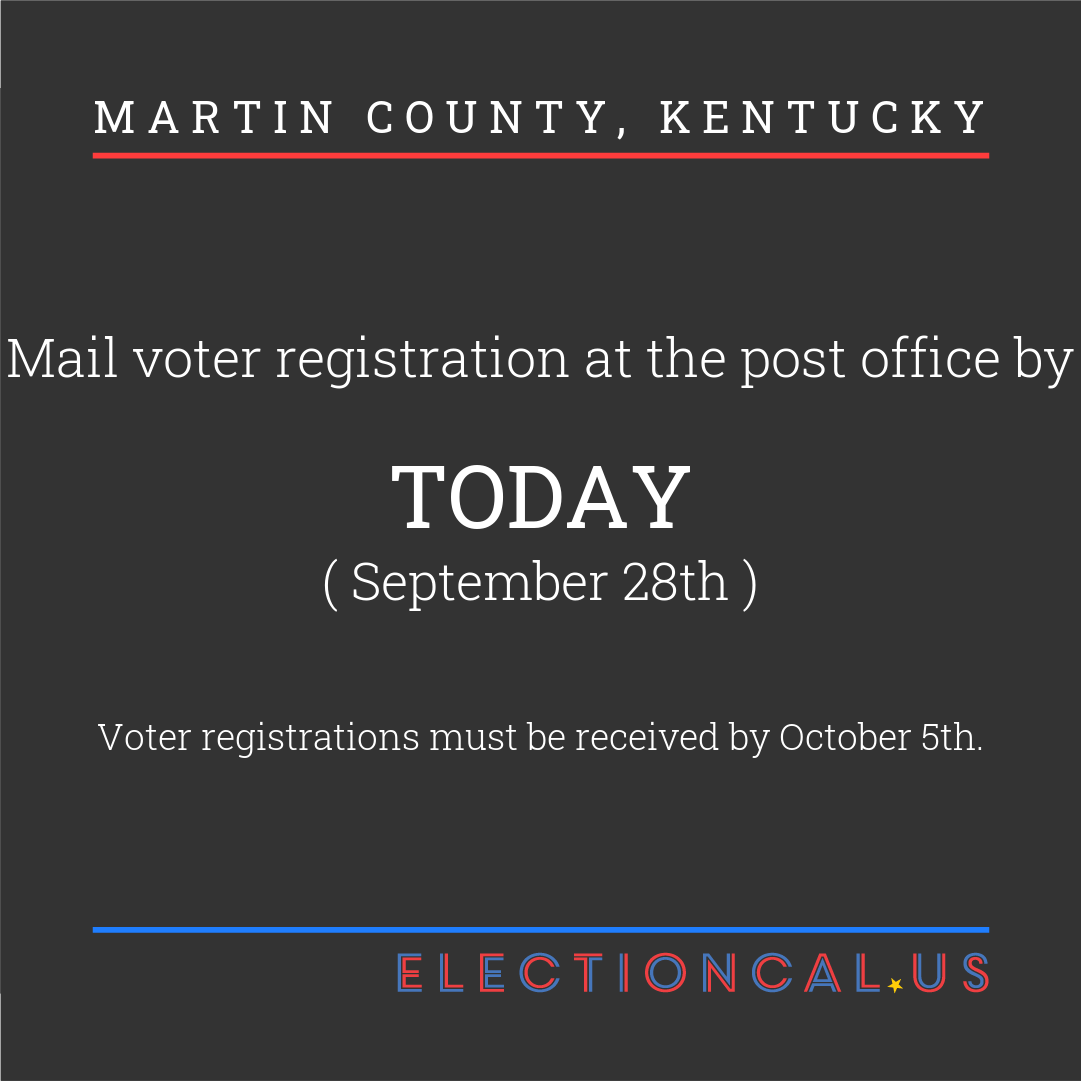 MARTIN COUNTY, KENTUCKY
Mail voter registration at the post office by
TODAY
( September 28th )
Voter registrations must be received by October 5th.
ELECTIONCAL.US